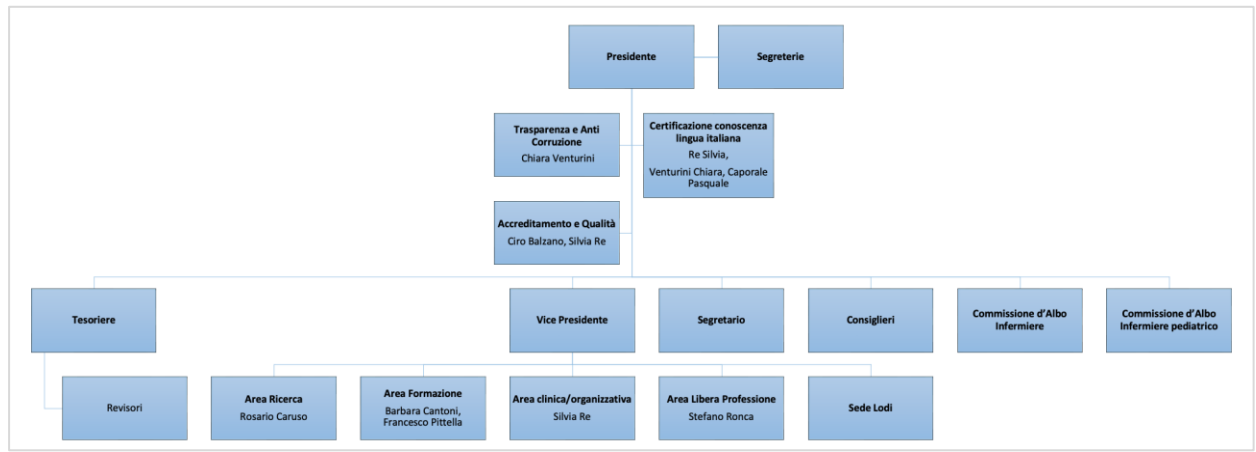 Presidente
Segreterie
Trasparenza e Anti
Corruzione
Chiara Venturini
Certificazione conoscenza
lingua italiana
Re Silvia,
Venturini Chiara, Caporale
Pasquale
Accreditamento e Qualità
Ciro Balzano, Silvia Re
Tesoriere
Vice Presidente
Segretario
Consiglieri
Commissione d'Albo
Infermiere
Commissione d'Albo
Infermiere pediatrico
Revisori
Area Ricerca
Rosario Caruso
Area Formazione
Barbara Cantoni,
Francesco Pittella
Area clinica/organizzativa
Silvia Re
Area Libera Professione
Stefano Ronca
Sede Lodi